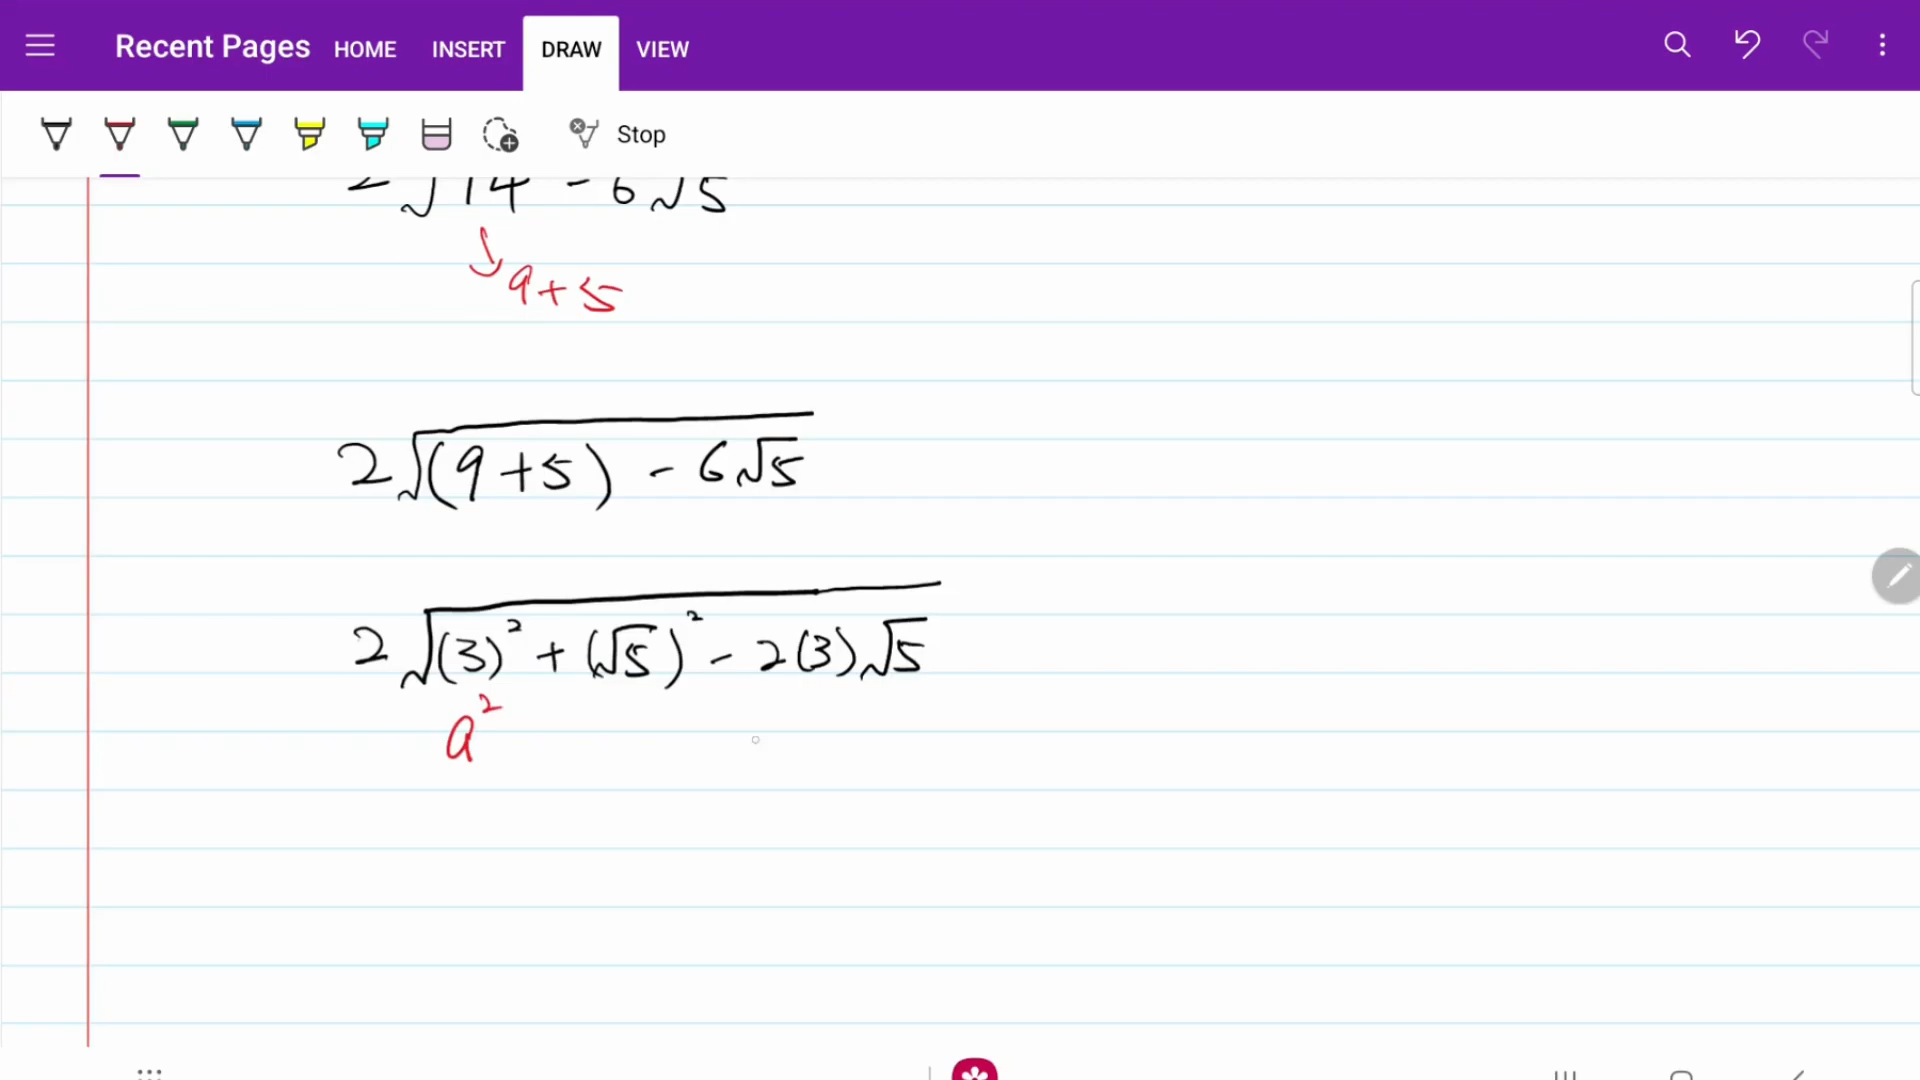 Recent Pages HOME INSERT DRAW VIEW
Stop
2√14 - 6√5
9+5
2√(9+5) - 6√5
2√(3)² + (√5)² - 2(3)√5
a²